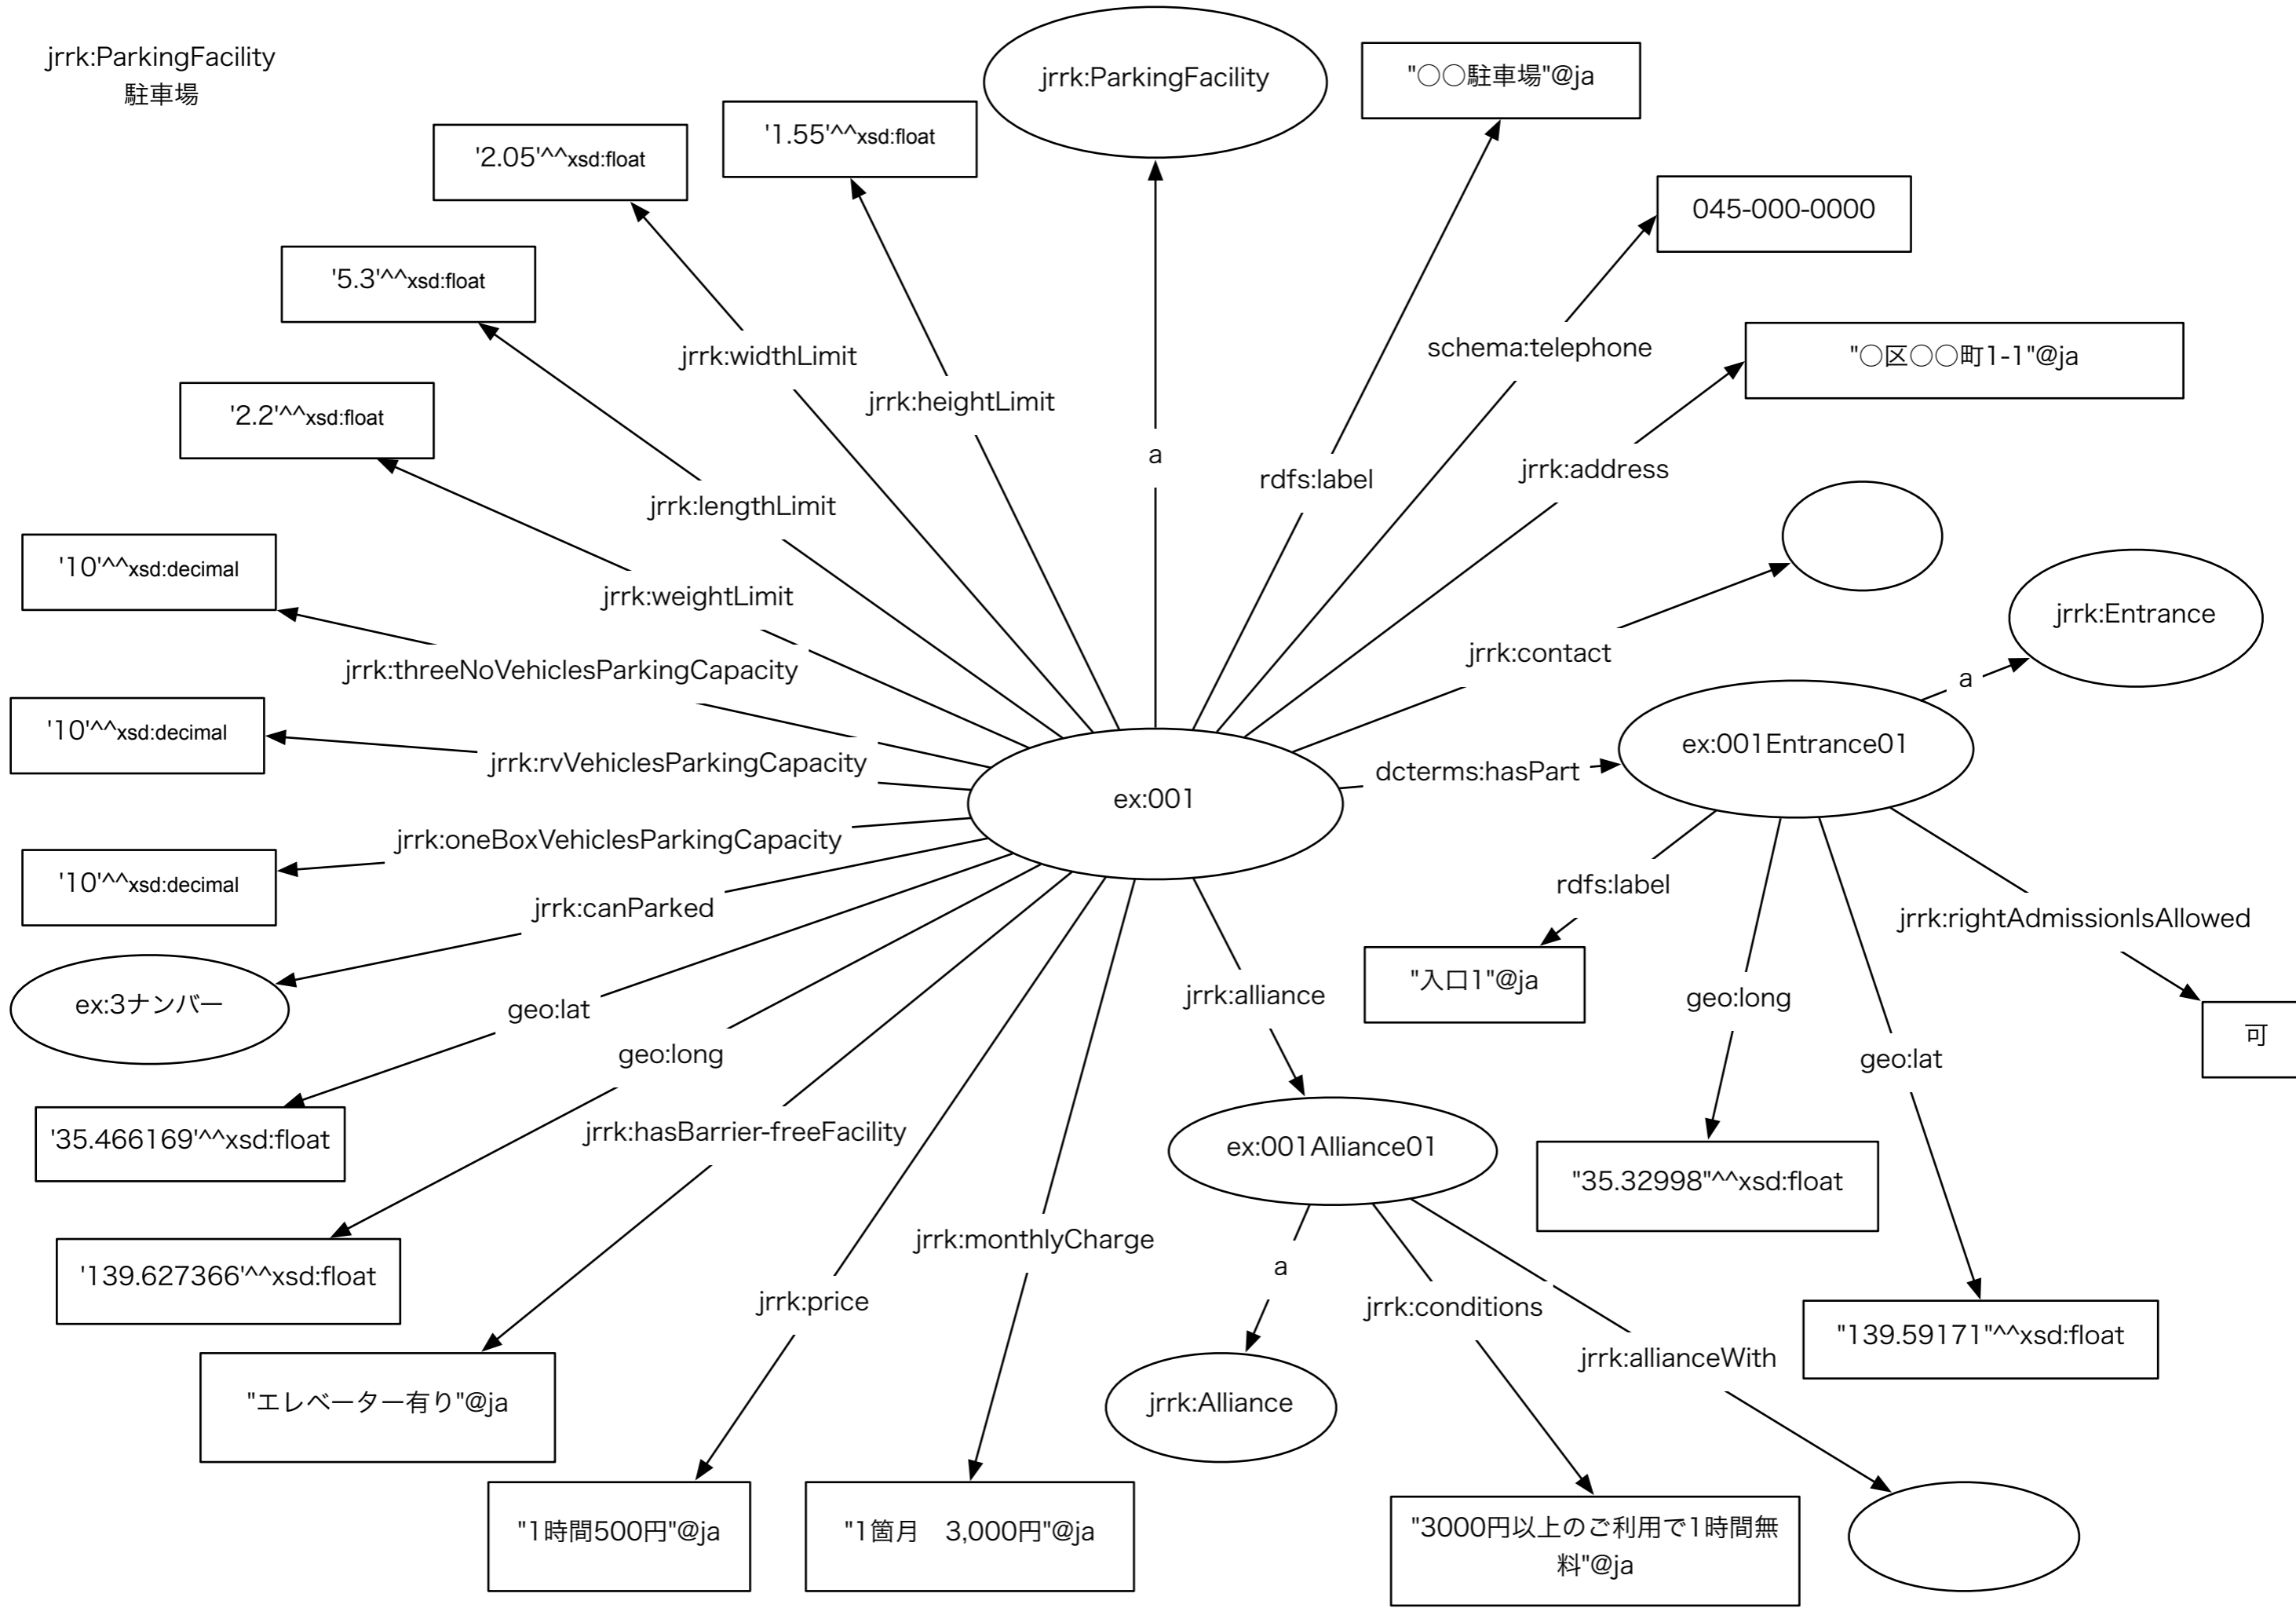 jrrk:ParkingFacility
駐車場
jrrk:ParkingFacility
"○○駐車場"@ja
'1.55'^^xsd:float
'2.05'^^xsd:float
045-000-0000
'5.3'^^xsd:float
schema:telephone
"○区○○町1-1"@ja
jrrk:widthLimit
jrrk:heightLimit
'2.2'^^xsd:float
a
rdfs:label
jrrk:address
jrrk:lengthLimit
'10'^^xsd:decimal
jrrk:weightLimit
jrrk:Entrance
jrrk:contact
jrrk:threeNoVehiclesParkingCapacity
a
'10'^^xsd:decimal
jrrk:rvVehiclesParkingCapacity
dcterms:hasPart
ex:001Entrance01
ex:001
jrrk:oneBoxVehiclesParkingCapacity
'10'^^xsd:decimal
rdfs:label
jrrk:canParked
jrrk:rightAdmissionIsAllowed
"入口1"@ja
jrrk:alliance
geo:long
ex:3ナンバー
geo:lat
可
geo:long
geo:lat
jrrk:hasBarrier-freeFacility
'35.466169'^^xsd:float
ex:001Alliance01
"35.32998"^^xsd:float
jrrk:monthlyCharge
'139.627366'^^xsd:float
a
jrrk:price
jrrk:conditions
"139.59171"^^xsd:float
jrrk:allianceWith
"エレベーター有り"@ja
jrrk:Alliance
"1時間500円"@ja
"1箇月　3,000円"@ja
"3000円以上のご利用で1時間無
料"@ja